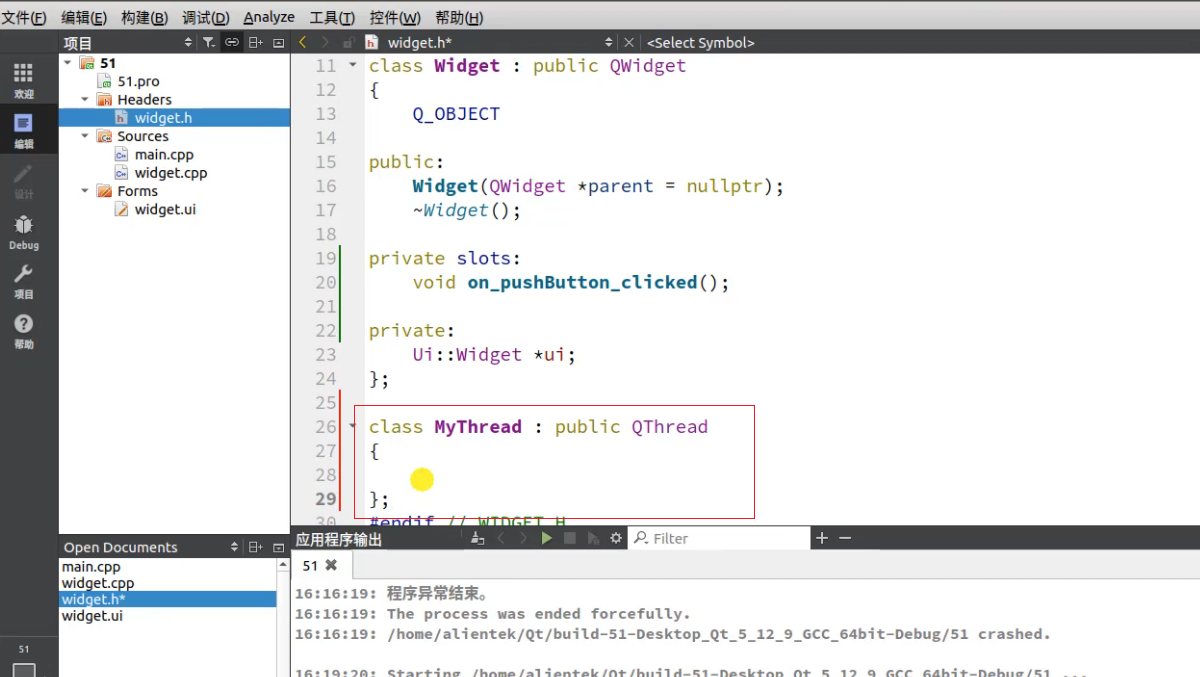 文件(F) 编辑(E) 构建(B) 调试(D) Analyze 工具(T) 控件(W) 帮助(H)
项目
widget.h*
<Select Symbol>
欢迎
编辑
设计
Debug
项目
帮助
51
51
51.pro
Headers
widget.h
Sources
main.cpp
widget.cpp
Forms
widget.ui
Open Documents
main.cpp
widget.cpp
widget.h*
widget.ui
11 class Widget : public QWidget
12 {
13 Q_OBJECT
14
15 public:
16 Widget(QWidget *parent = nullptr);
17 ~Widget();
18
19 private slots:
20 void on_pushButton_clicked();
21
22 private:
23 Ui::Widget *ui;
24 };
25
26 class MyThread : public QThread
27 {
28
29 };
30 #endif // WIDGET_H
应用程序输出
Filter
51
16:16:19: 程序异常结束。
16:16:19: The process was ended forcefully.
16:16:19: /home/alientek/Qt/build-51-Desktop_Qt_5_12_9_GCC_64bit-Debug/51 crashed.
16:19:20: Starting /home/alientek/Qt/build-51-Desktop_Qt_5_12_9_GCC_64bit-Debug/51 ...